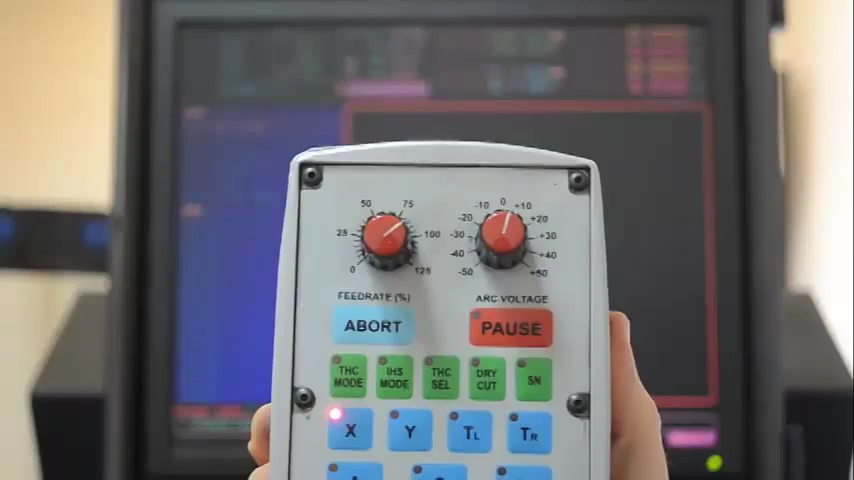 50 75
25 100
0 125
FEEDRATE (%)
-10 0 +10
-20 +20
-30 +30
-40 +40
-50 +50
ARC VOLTAGE
ABORT PAUSE
THC MODE IHS MODE THC SEL DRY CUT SN
X Y TL TR